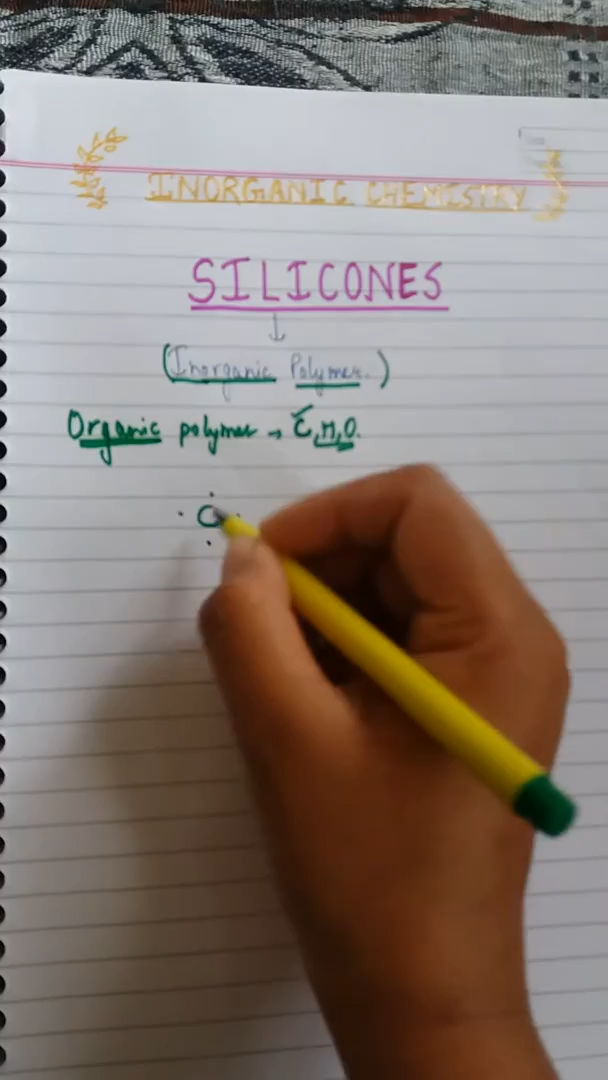 INORGANIC CHEMISTRY
SILICONES
↓
(Inorganic Polymer.)
Organic polymer → C, H, O.
C